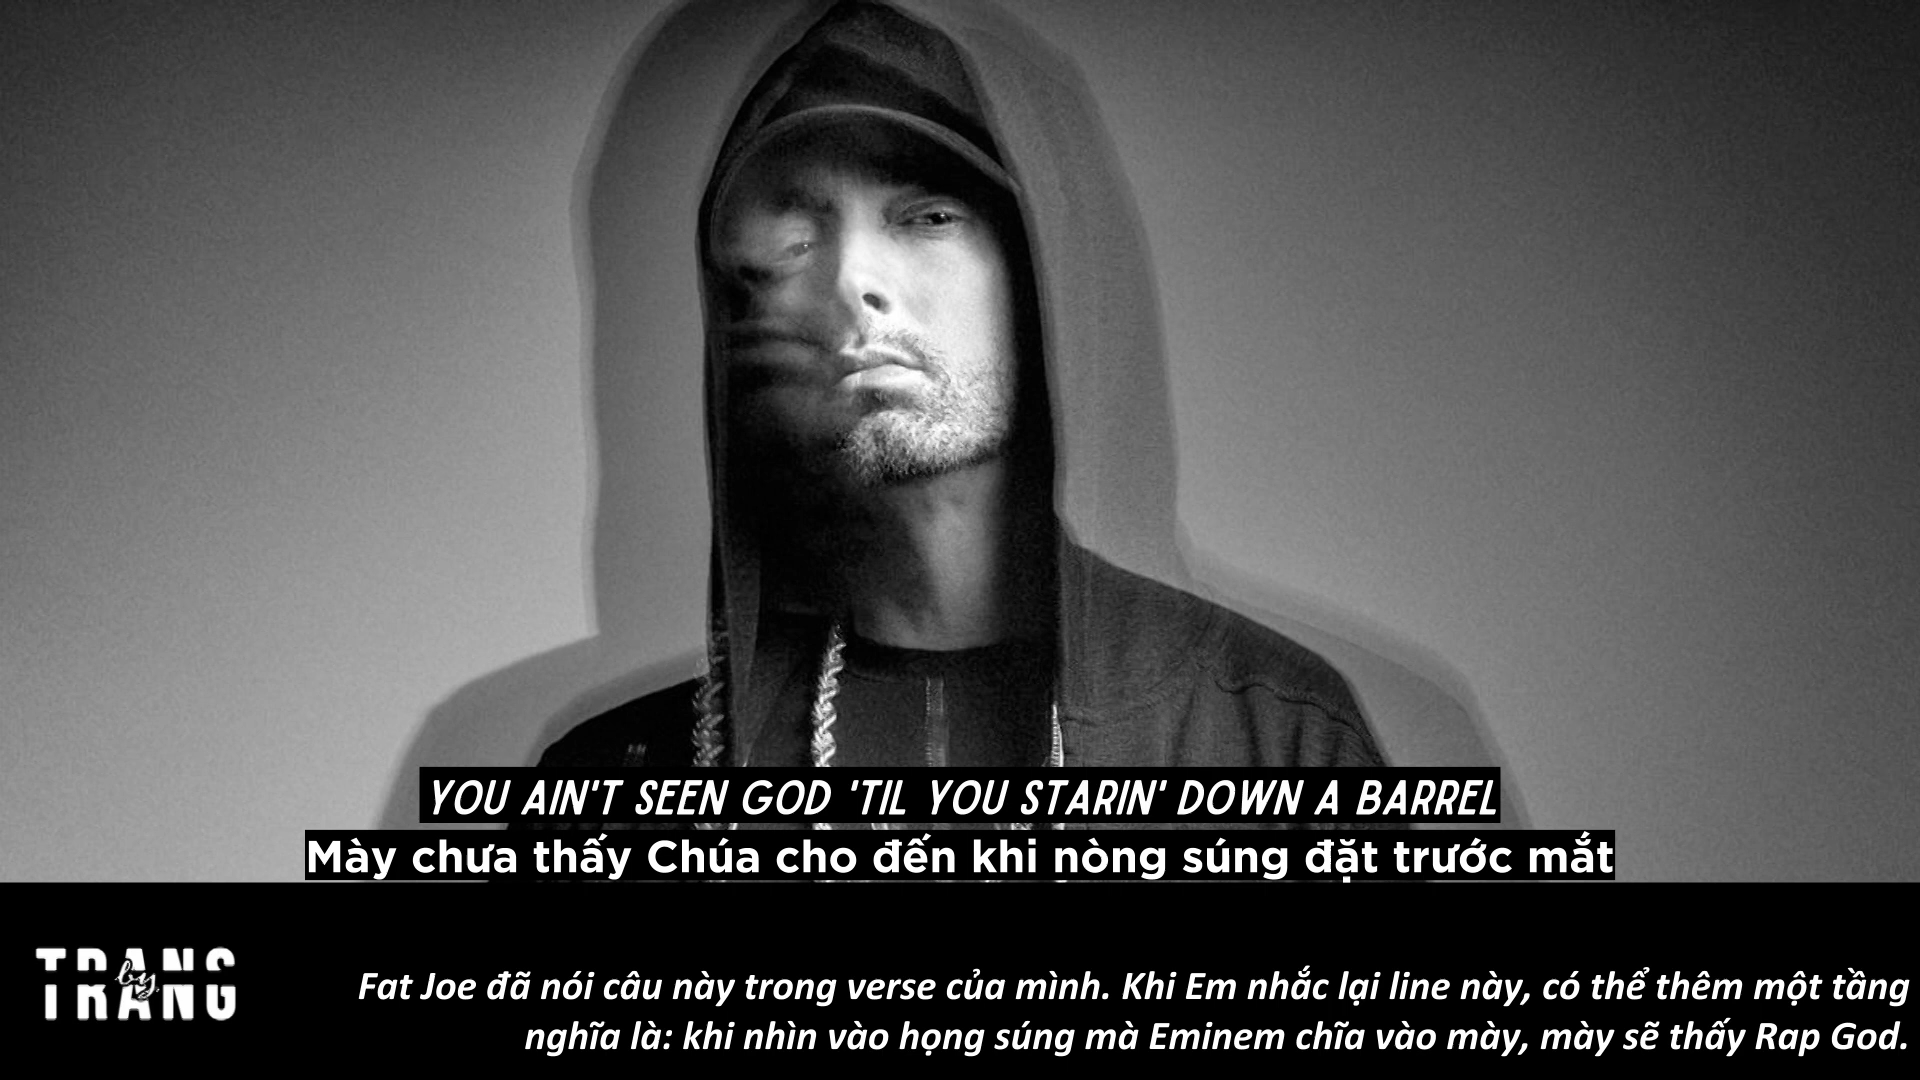 YOU AIN'T SEEN GOD 'TIL YOU STARIN' DOWN A BARREL
Mày chưa thấy Chúa cho đến khi nòng súng đặt trước mắt
TRANG
by
TRANG
Fat Joe đã nói câu này trong verse của mình. Khi Em nhắc lại line này, có thể thêm một tầng
nghĩa là: khi nhìn vào họng súng mà Eminem chĩa vào mày, mày sẽ thấy Rap God.